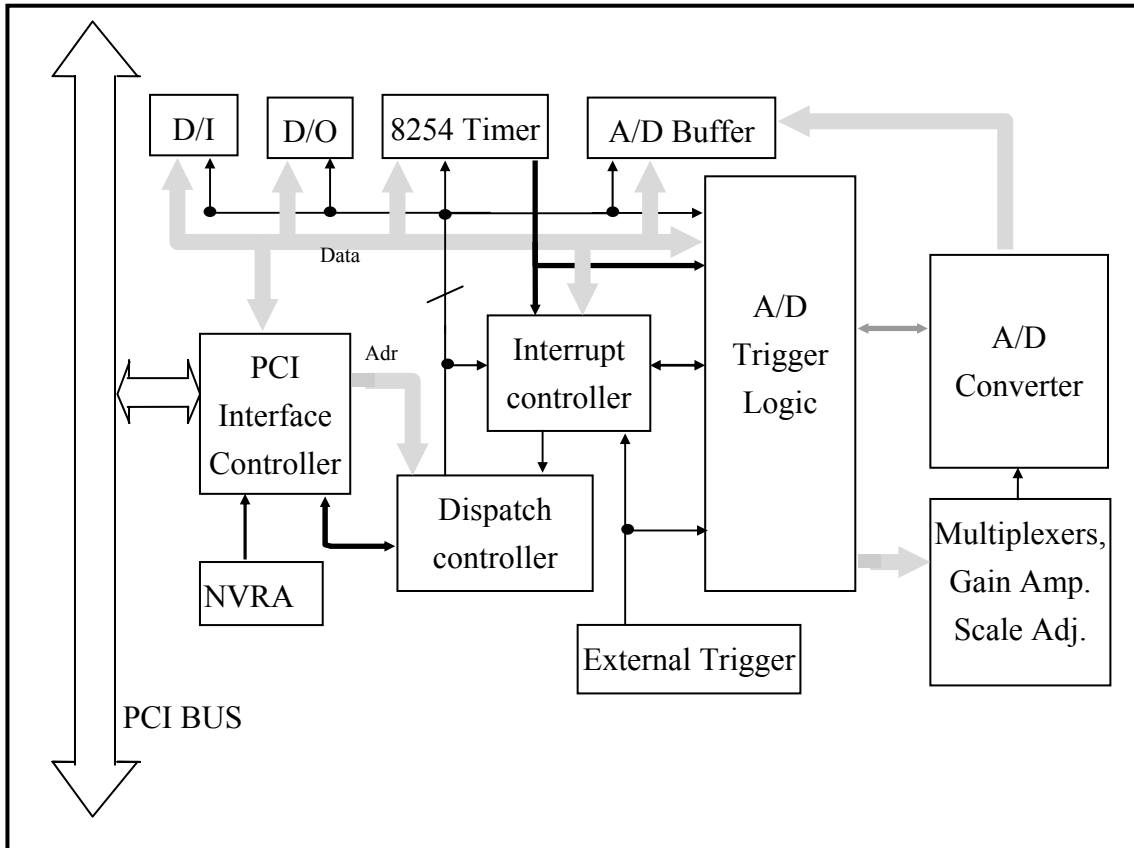 D/I
D/O
8254 Timer
A/D Buffer
Data
Adr
PCI
Interface
Controller
Interrupt
controller
A/D
Trigger
Logic
A/D
Converter
Dispatch
controller
NVRA
Multiplexers,
Gain Amp.
Scale Adj.
External Trigger
PCI BUS